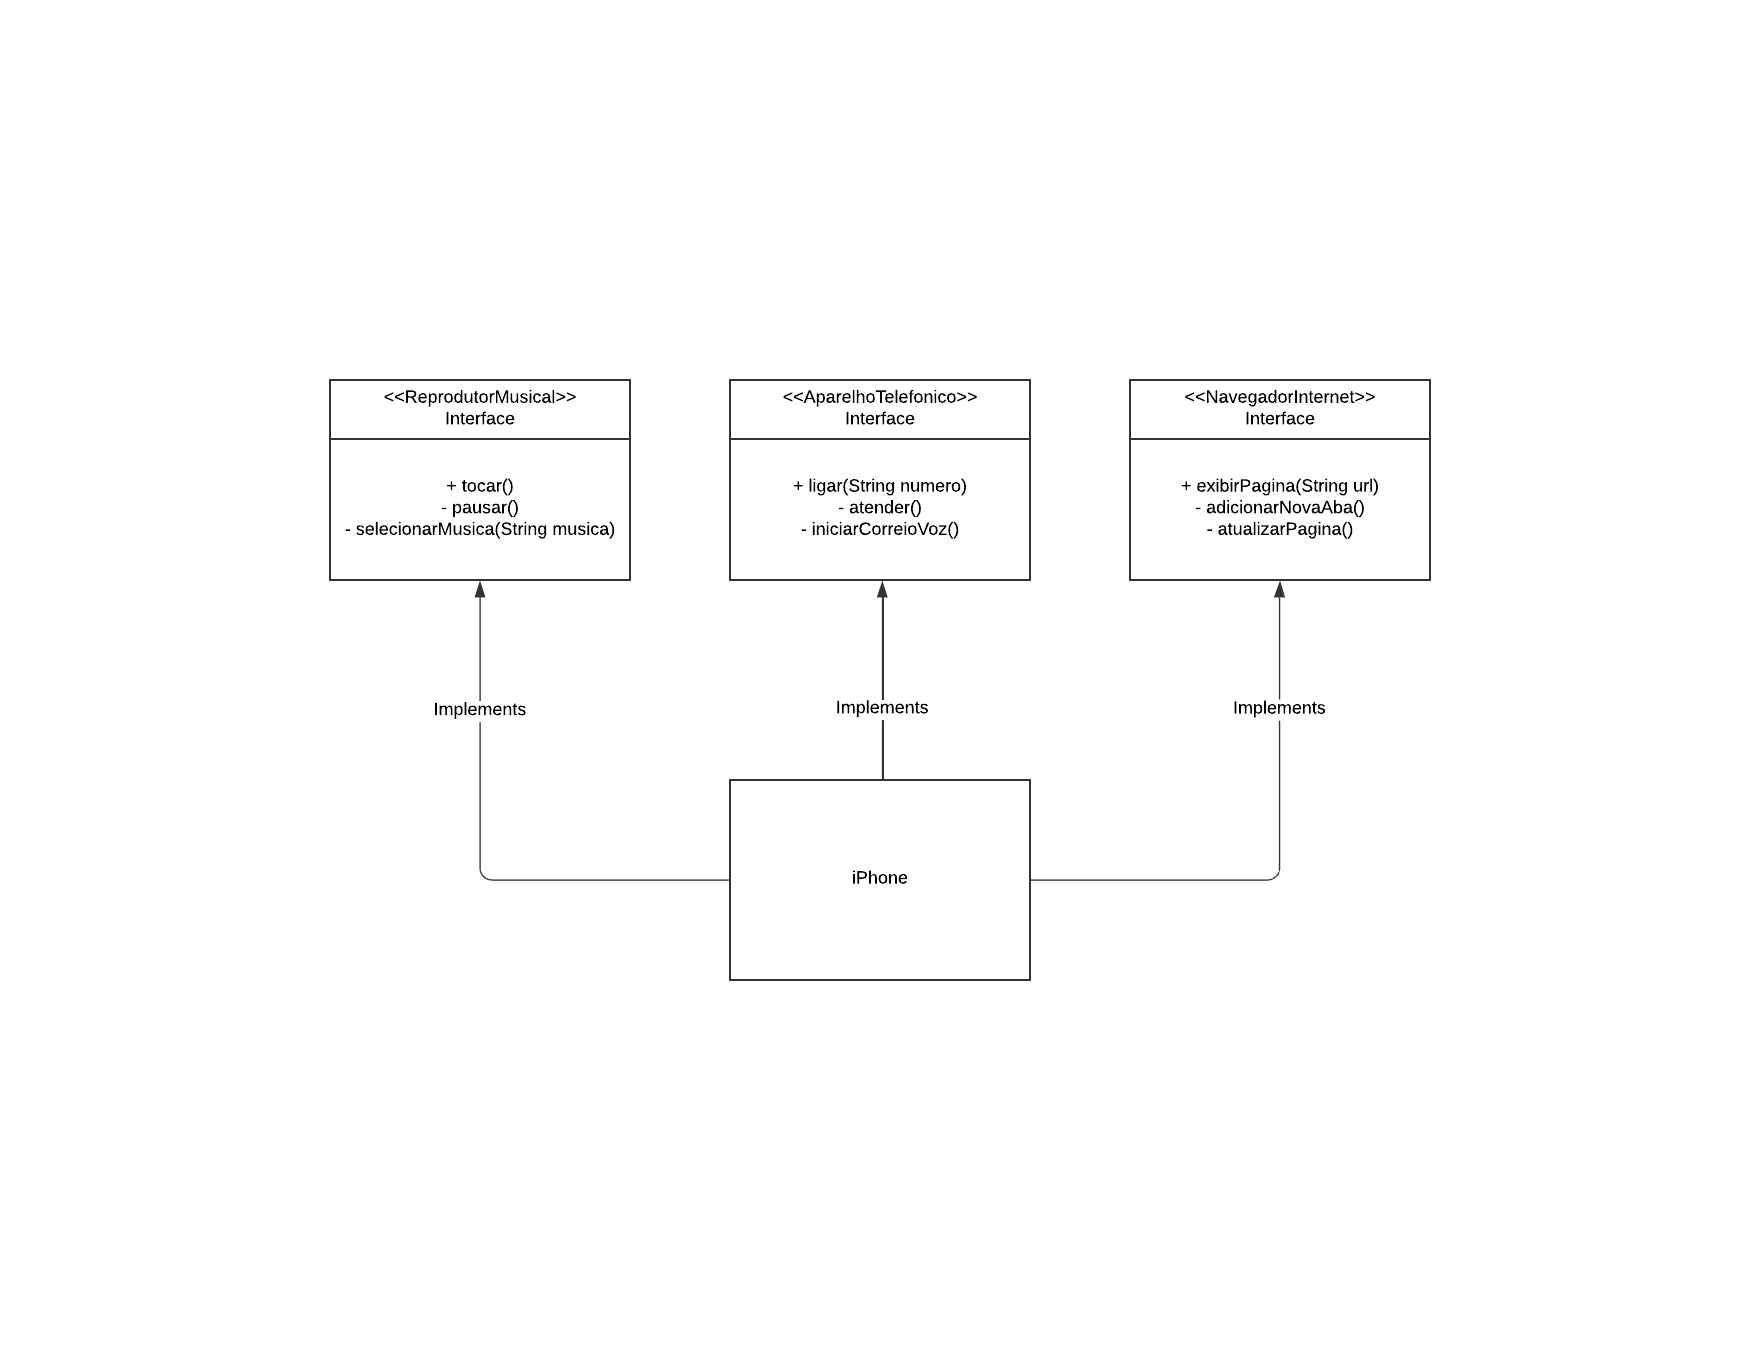 <<ReprodutorMusical>>
Interface
+ tocar()
- pausar()
- selecionarMusica(String musica)
<<AparelhoTelefonico>>
Interface
+ ligar(String numero)
- atender()
- iniciarCorreioVoz()
<<NavegadorInternet>>
Interface
+ exibirPagina(String url)
- adicionarNovaAba()
- atualizarPagina()
Implements
Implements
Implements
iPhone